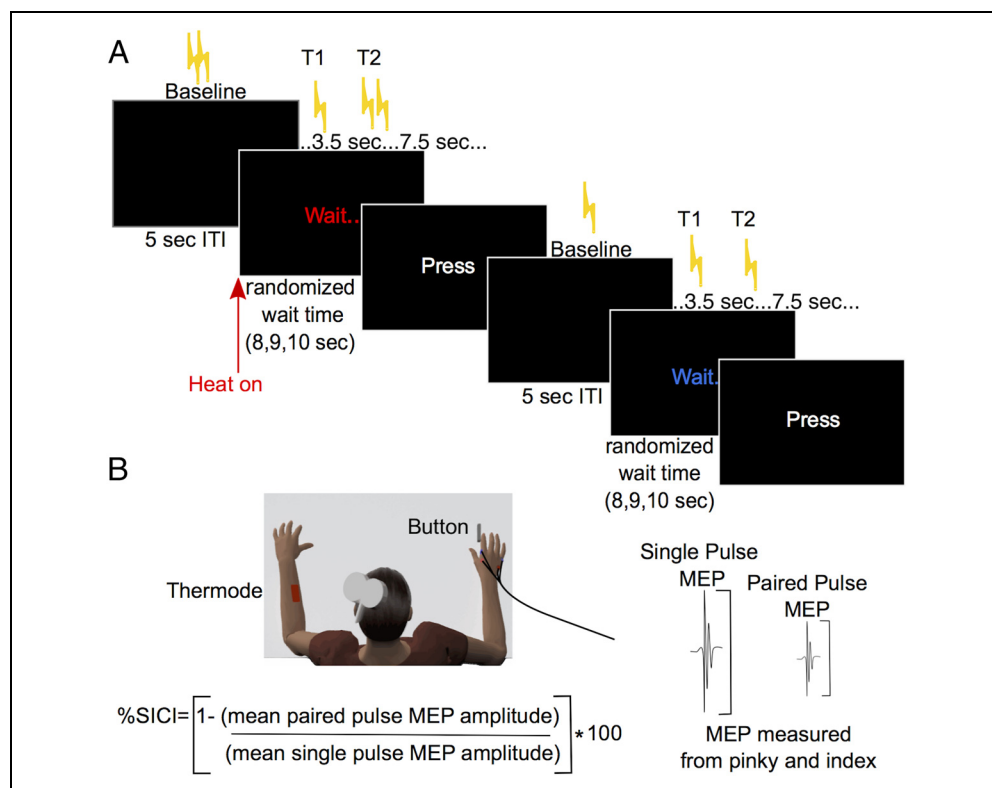 A
Baseline
T1
T2
..3.5 sec...7.5 sec...
Wait..
5 sec ITI
randomized
wait time
(8,9,10 sec)
Heat on
Press
Baseline
T1
T2
..3.5 sec...7.5 sec...
Wait.
5 sec ITI
randomized
wait time
(8,9,10 sec)
Press
B
Button
Thermode
Single Pulse
MEP
Paired Pulse
MEP
MEP measured
from pinky and index
%SICI= [1- (mean paired pulse MEP amplitude)
(mean single pulse MEP amplitude)] * 100